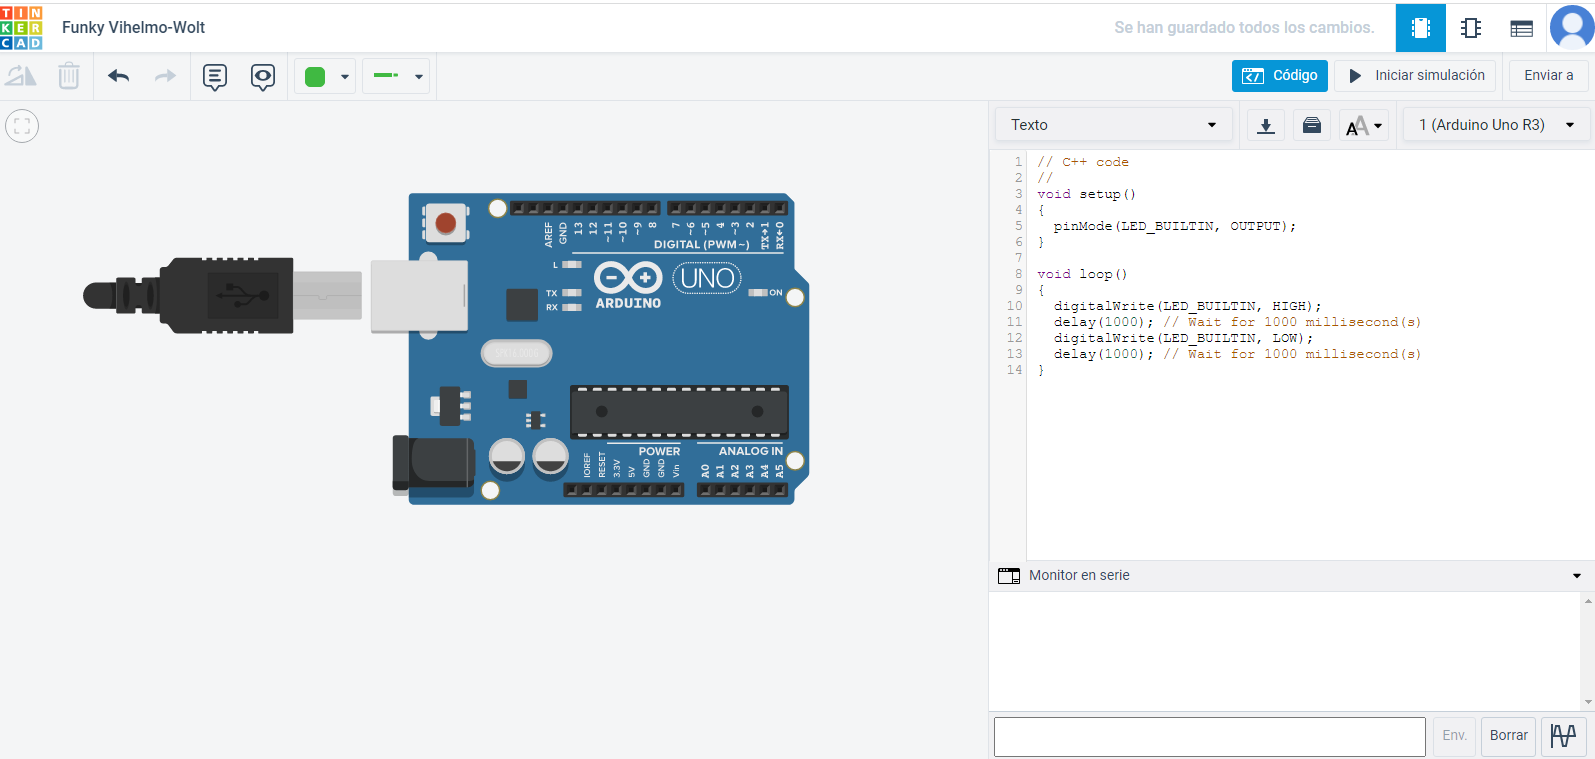 TIN
KER
CAD
Funky Vihelmo-Wolt
Se han guardado todos los cambios.
Código
Iniciar simulación
Enviar a
Texto
AA
1 (Arduino Uno R3)
AREF
GND
13
12
~11
~10
~9
8
7
~6
~5
4
~3
2
TX→1
RX←0
DIGITAL (PWM~)
L
TX
RX
ARDUINO
UNO
ON
POWER
ANALOG IN
IOREF
RESET
3.3V
5V
GND
GND
Vin
A0
A1
A2
A3
A4
A5
1 // C++ code
2 //
3 void setup()
4 {
5   pinMode(LED_BUILTIN, OUTPUT);
6 }
7
8 void loop()
9 {
10   digitalWrite(LED_BUILTIN, HIGH);
11   delay(1000); // Wait for 1000 millisecond(s)
12   digitalWrite(LED_BUILTIN, LOW);
13   delay(1000); // Wait for 1000 millisecond(s)
14 }
Monitor en serie
Env.
Borrar